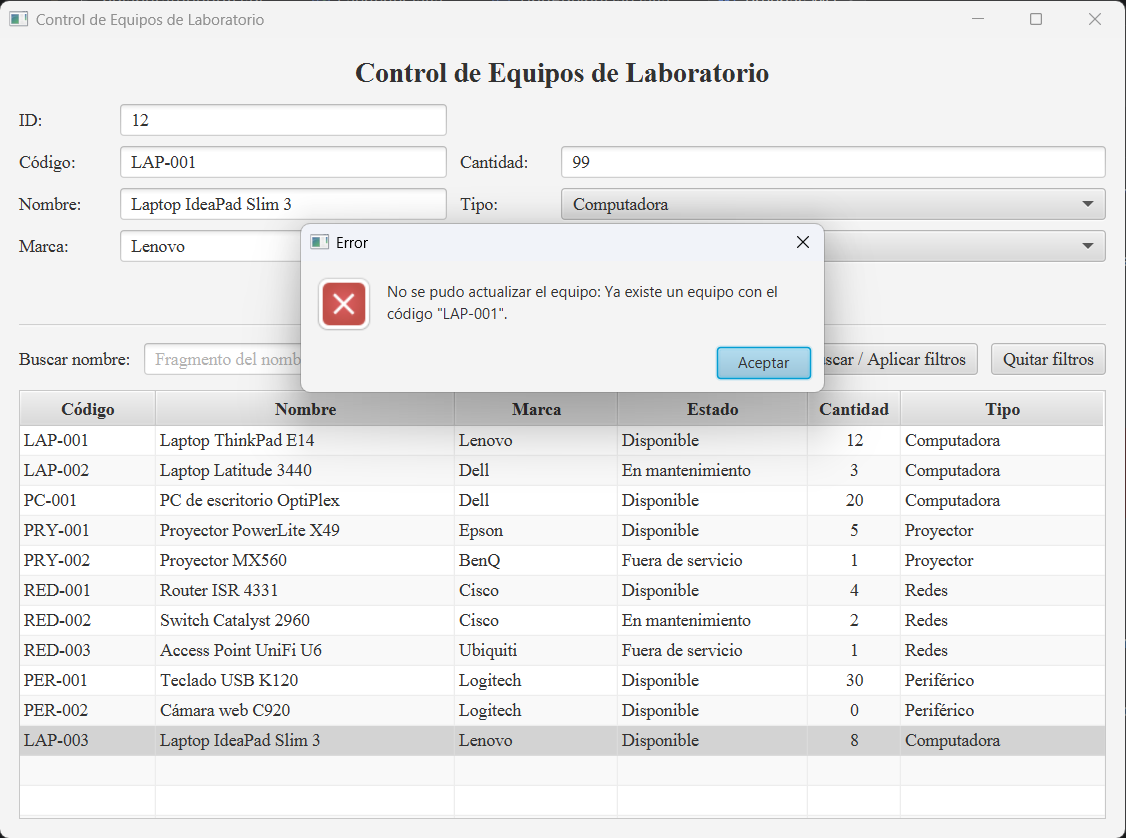 Control de Equipos de Laboratorio
Control de Equipos de Laboratorio
ID: 12
Código: LAP-001 Cantidad: 99
Nombre: Laptop IdeaPad Slim 3 Tipo: Computadora
Marca: Lenovo
Error
No se pudo actualizar el equipo: Ya existe un equipo con el
código "LAP-001".
Aceptar
Buscar nombre: Fragmento del / Aplicar filtros Quitar filtros
Código Nombre Marca Estado Cantidad Tipo
LAP-001 Laptop ThinkPad E14 Lenovo Disponible 12 Computadora
LAP-002 Laptop Latitude 3440 Dell En mantenimiento 3 Computadora
PC-001 PC de escritorio OptiPlex Dell Disponible 20 Computadora
PRY-001 Proyector PowerLite X49 Epson Disponible 5 Proyector
PRY-002 Proyector MX560 BenQ Fuera de servicio 1 Proyector
RED-001 Router ISR 4331 Cisco Disponible 4 Redes
RED-002 Switch Catalyst 2960 Cisco En mantenimiento 2 Redes
RED-003 Access Point UniFi U6 Ubiquiti Fuera de servicio 1 Redes
PER-001 Teclado USB K120 Logitech Disponible 30 Periférico
PER-002 Cámara web C920 Logitech Disponible 0 Periférico
LAP-003 Laptop IdeaPad Slim 3 Lenovo Disponible 8 Computadora